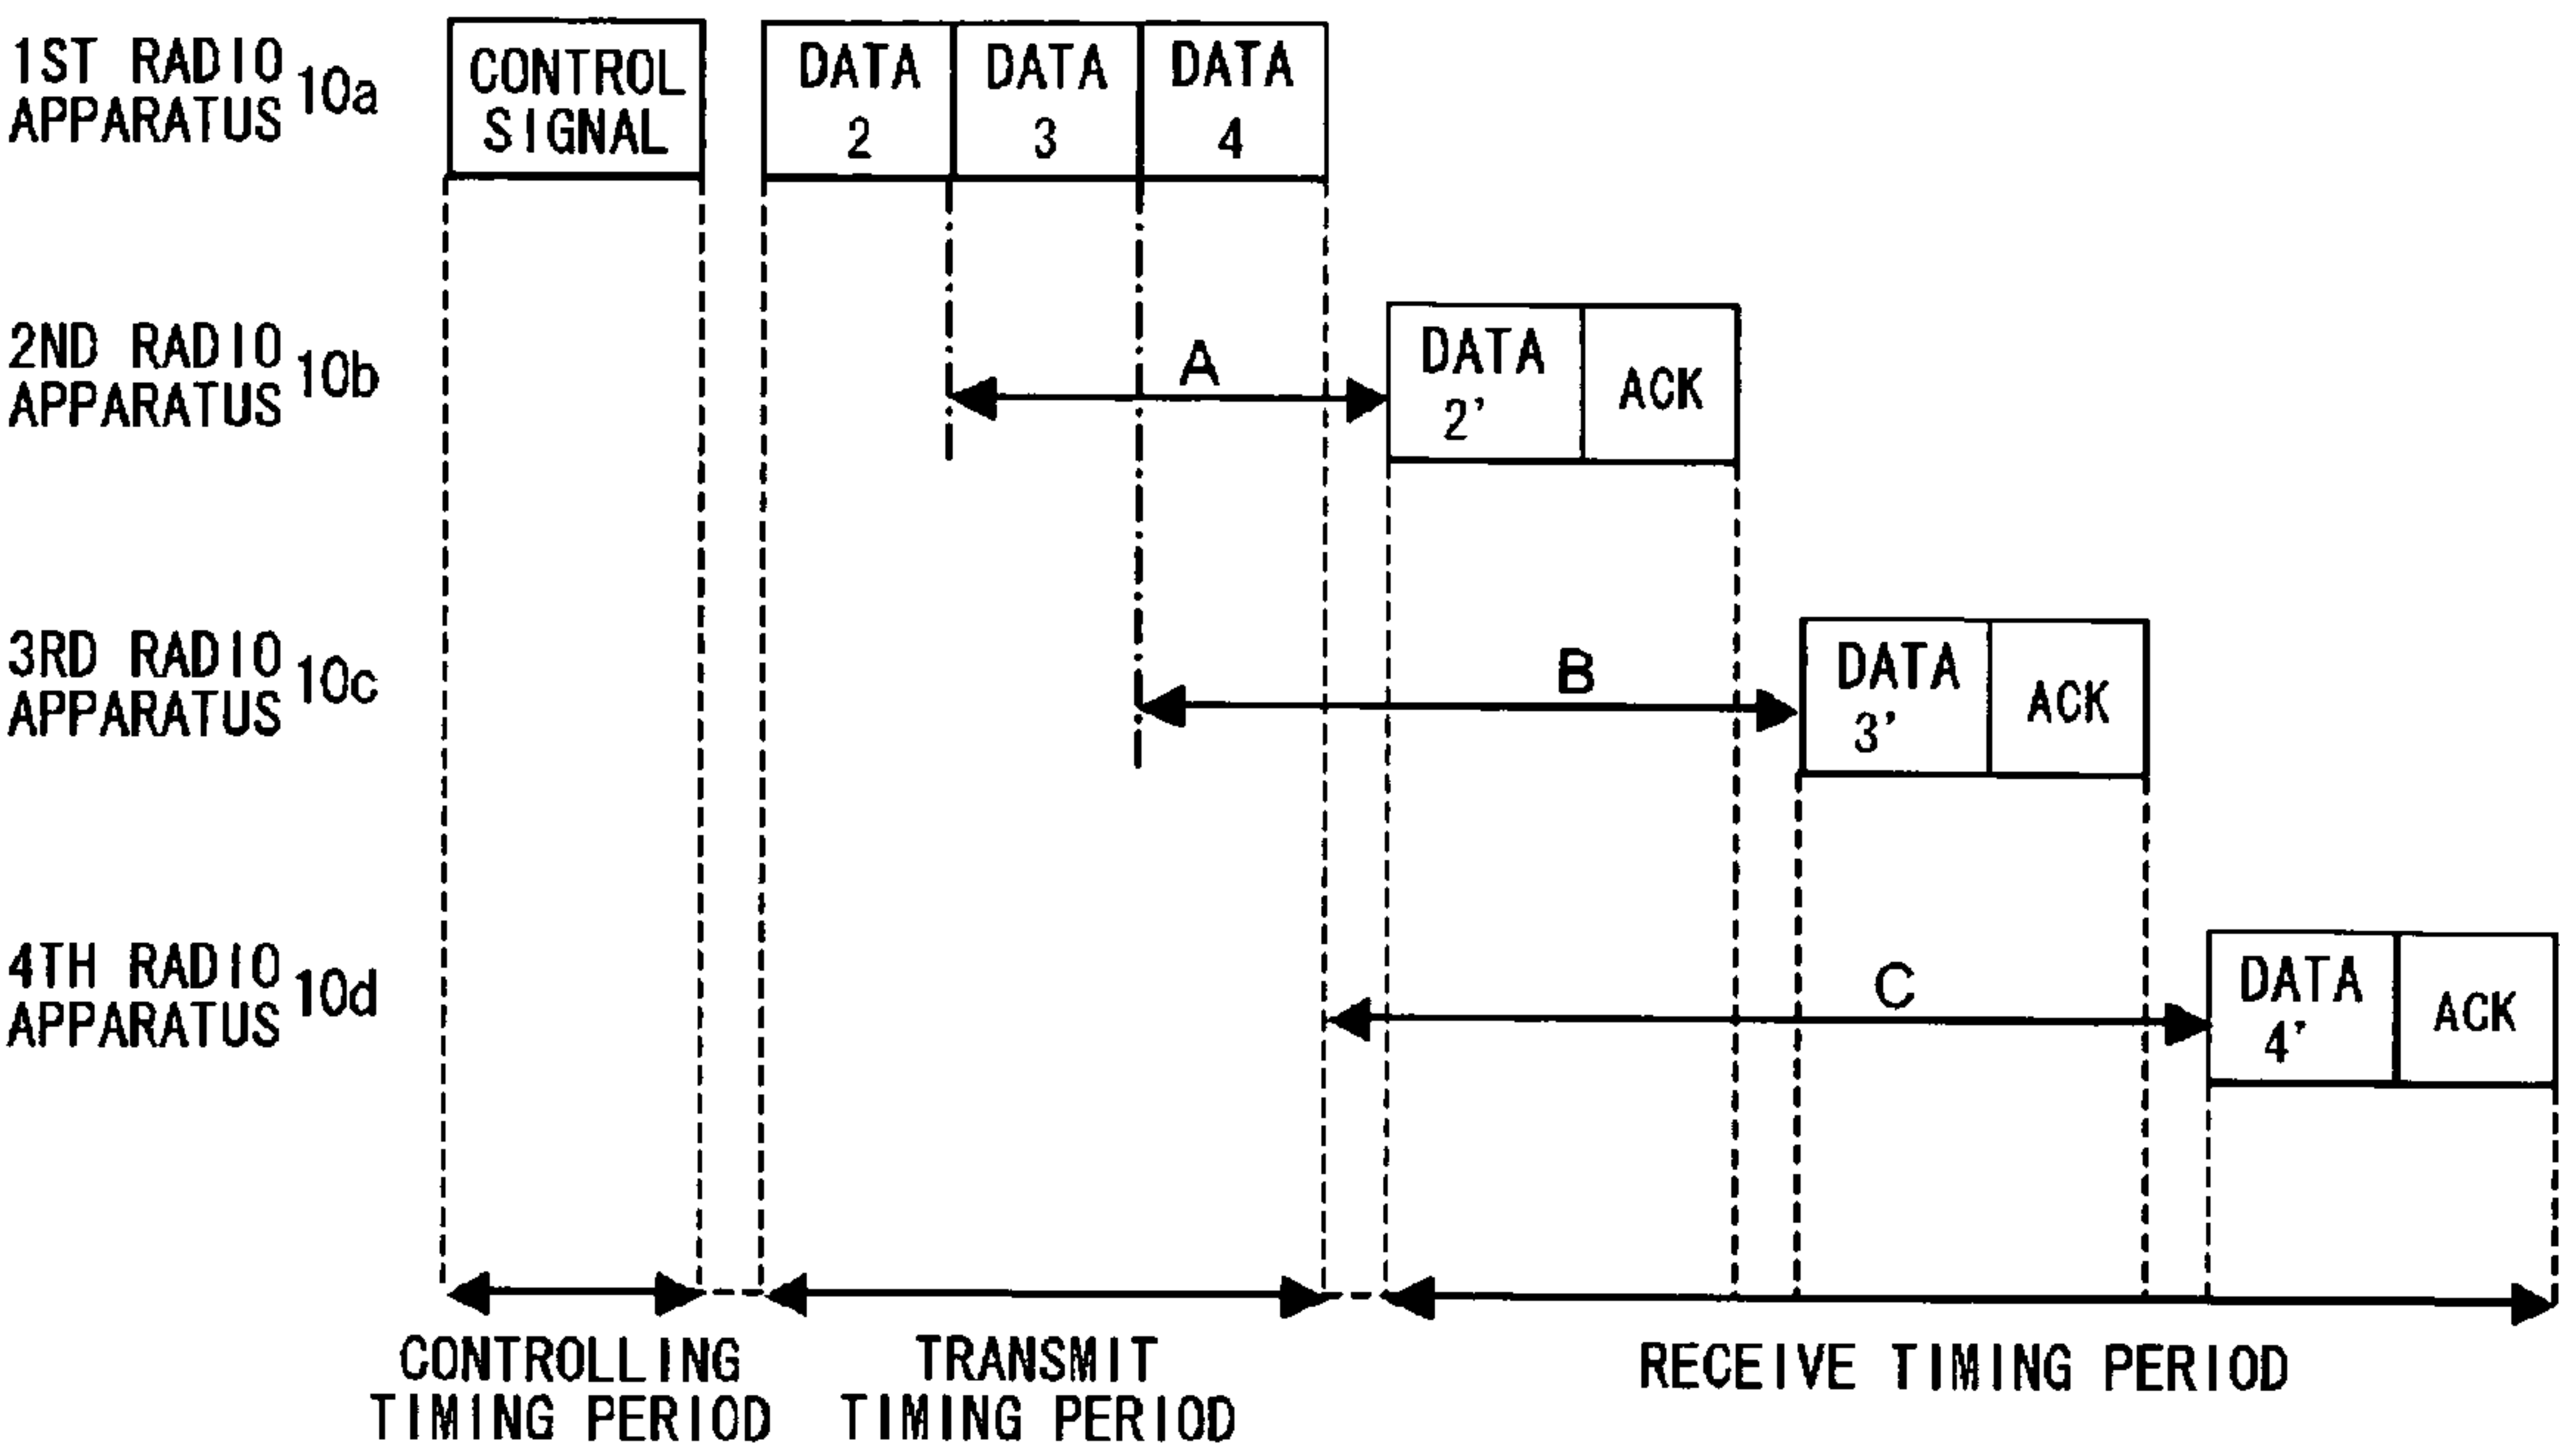 1ST RADIO
APPARATUS 10a
CONTROL
SIGNAL
DATA
2
DATA
3
DATA
4
2ND RADIO
APPARATUS 10b
A
DATA
2'
ACK
3RD RADIO
APPARATUS 10c
B
DATA
3'
ACK
4TH RADIO
APPARATUS 10d
C
DATA
4'
ACK
CONTROLLING
TIMING PERIOD
TRANSMIT
TIMING PERIOD
RECEIVE TIMING PERIOD